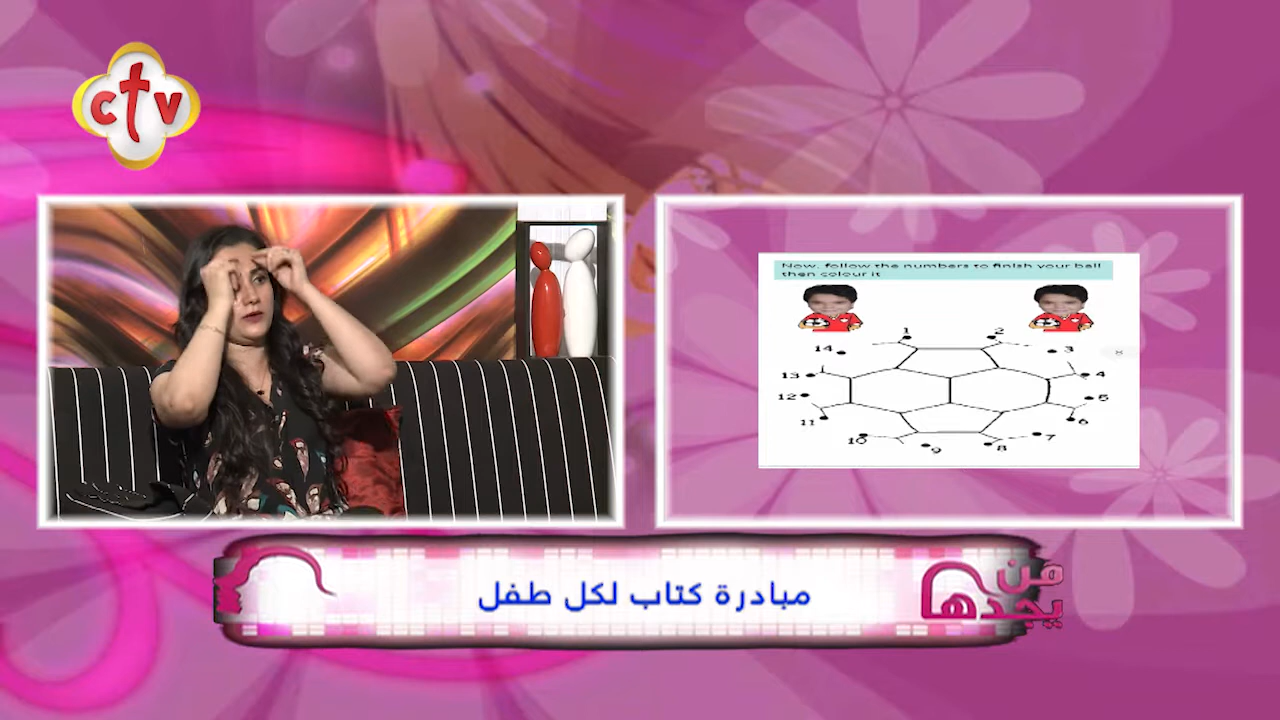 ctv
Now, follow the numbers to finish your ball
then colour it
1
2
14
3
8
13
4
12
5
11
6
10
7
9
8
مبادرة كتاب لكل طفل
من
يجدها